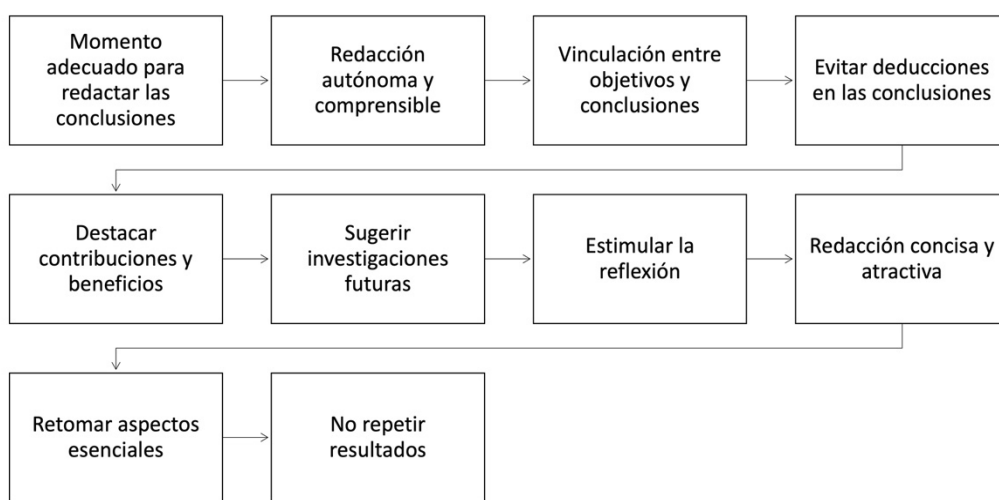 Momento
adecuado para
redactar las
conclusiones
Redacción
autónoma y
comprensible
Vinculación entre
objetivos y
conclusiones
Evitar deducciones
en las conclusiones
Destacar
contribuciones y
beneficios
Sugerir
investigaciones
futuras
Estimular la
reflexión
Redacción concisa y
atractiva
Retomar aspectos
esenciales
No repetir
resultados